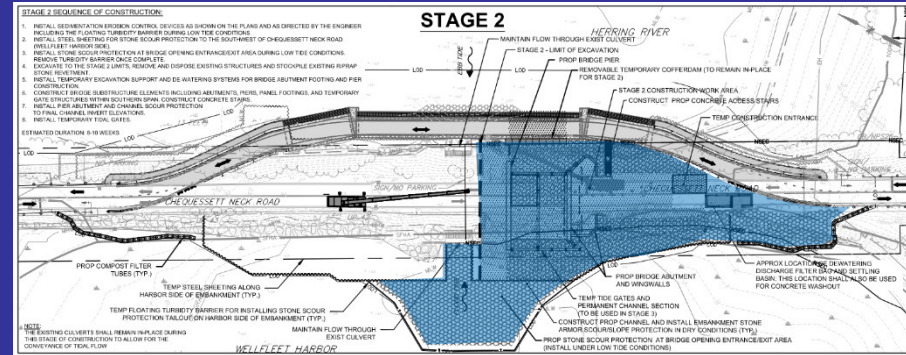 STAGE 2 SEQUENCE OF CONSTRUCTION:
1. INSTALL SEDIMENTATION EROSION CONTROL DEVICES AS SHOWN ON THE PLANS AND AS DIRECTED BY THE ENGINEER
INCLUDING THE FLOATING TURBIDITY BARRIER DURING LOW TIDE CONDITIONS.
2. INSTALL STEEL SHEETING FOR STONE SCOUR PROTECTION TO THE SOUTHWEST OF CHEQUESSETT NECK ROAD
(WELLFLEET HARBOR SIDE).
3. INSTALL STONE SCOUR PROTECTION AT BRIDGE OPENING ENTRANCE/EXIT AREA DURING LOW TIDE CONDITIONS.
REMOVE TURBIDITY BARRIER ONCE COMPLETE.
4. EXCAVATE TO THE STAGE 2 LIMITS, REMOVE AND DISPOSE EXISTING STRUCTURES AND STOCKPILE EXISTING RIPRAP
STONE REVETMENT.
5. INSTALL TEMPORARY EXCAVATION SUPPORT AND DE-WATERING SYSTEMS FOR BRIDGE ABUTMENT FOOTING AND PIER
CONSTRUCTION.
6. CONSTRUCT BRIDGE SUBSTRUCTURE ELEMENTS INCLUDING ABUTMENTS, PIERS, PANEL FOOTINGS, AND TEMPORARY
GATE STRUCTURES WITHIN SOUTHERN SPAN. CONSTRUCT CONCRETE STAIRS.
7. INSTALL PIER ABUTMENT AND CHANNEL SCOUR PROTECTION
TO FINAL CHANNEL INVERT ELEVATIONS.
8. INSTALL TEMPORARY TIDAL GATES.
ESTIMATED DURATION: 8-10 WEEKS
STAGE 2
HERRING RIVER
EBB TIDE
MAINTAIN FLOW THROUGH EXIST CULVERT
STAGE 2 - LIMIT OF EXCAVATION
PROP BRIDGE PIER
REMOVABLE TEMPORARY COFFERDAM (TO REMAIN IN-PLACE
FOR STAGE 2)
STAGE 2 CONSTRUCTION WORK AREA
CONSTRUCT PROP CONCRETE ACCESS STAIRS
TEMP CONSTRUCTION ENTRANCE
LOD
LOD
LOD
SIGN/
NO PARKING
SIGN/NO PARKING
CHEQUESSETT NECK ROAD
CHEQUESSETT NECK ROAD
PROP COMPOST FILTER
TUBES (TYP.)
TEMP STEEL SHEETING ALONG
HARBOR SIDE OF EMBANKMENT (TYP.)
TEMP FLOATING TURBIDITY BARRIER FOR INSTALLING STONE SCOUR
PROTECTION TAILOUT ON HARBOR SIDE OF EMBANKMENT (TYP.)
MAINTAIN FLOW THROUGH
EXIST CULVERT
APPROX LOCATION OF DEWATERING
DISCHARGE FILTER BAG AND SETTLING
BASIN. THIS LOCATION SHALL ALSO BE USED
FOR CONCRETE WASHOUT
PROP BRIDGE ABUTMENT
AND WINGWALLS
TEMP TIDE GATES AND
PERMANENT CHANNEL SECTION
(TO BE USED IN STAGE 3)
CONSTRUCT PROP CHANNEL AND INSTALL EMBANKMENT STONE
ARMOR/SCOUR/SLOPE PROTECTION IN DRY CONDITIONS (TYP.)
PROP STONE SCOUR PROTECTION AT BRIDGE OPENING ENTRANCE/EXIT AREA
(INSTALL UNDER LOW TIDE CONDITIONS)
NOTE:
THE EXISTING CULVERTS SHALL REMAIN IN-PLACE DURING
THIS STAGE OF CONSTRUCTION TO ALLOW FOR THE
CONVEYANCE OF TIDAL FLOW
WELLFLEET HARBOR